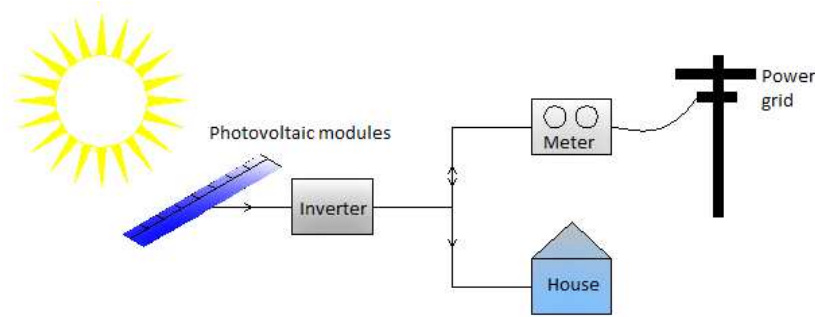 Photovoltaic modules
Inverter
Meter
Power
grid
House